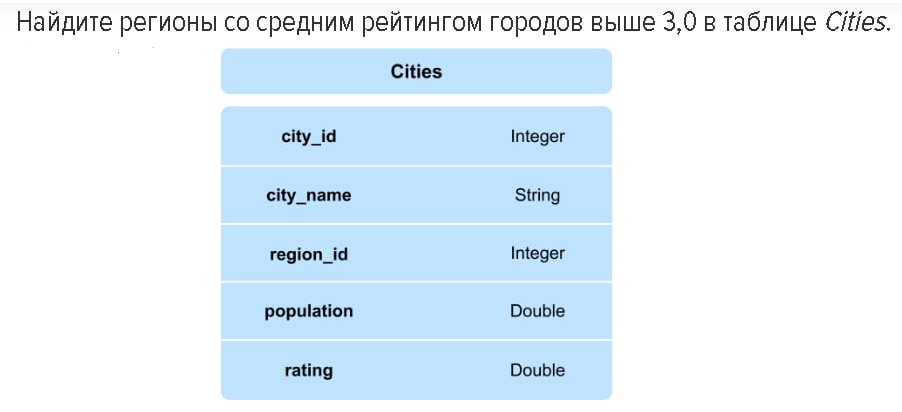 Найдите регионы со средним рейтингом городов выше 3,0 в таблице Cities.
Cities
city_id Integer
city_name String
region_id Integer
population Double
rating Double